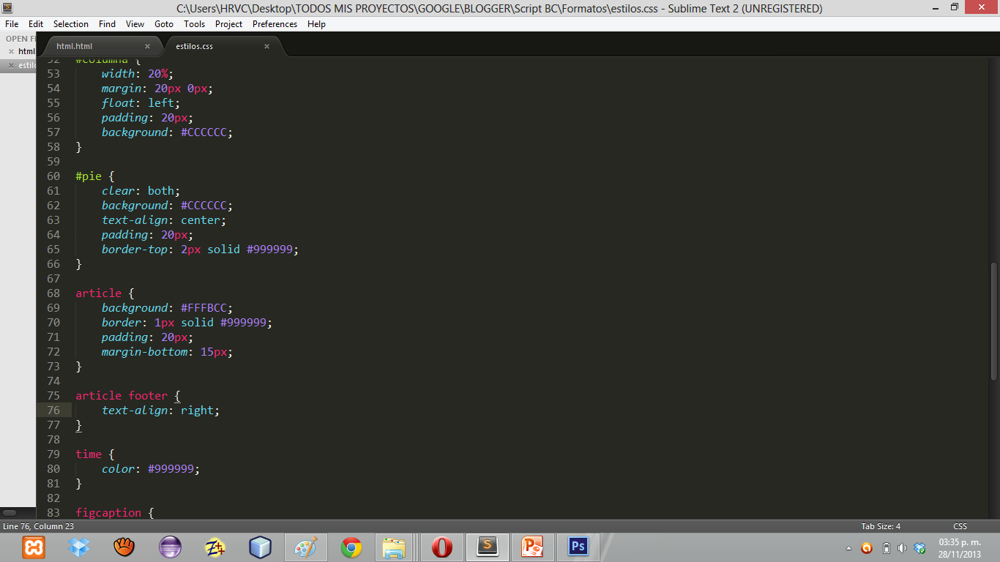 C:\Users\HRVC\Desktop\TODOS MIS PROYECTOS\GOOGLE\BLOGGER\Script BC\Formatos\estilos.css - Sublime Text 2 (UNREGISTERED)
File Edit Selection Find View Goto Tools Project Preferences Help
OPEN FI
html
estilo
html.html
estilos.css
52 #columna {
53 width: 20%;
54 margin: 20px 0px;
55 float: left;
56 padding: 20px;
57 background: #CCCCCC;
58 }
59
60 #pie {
61 clear: both;
62 background: #CCCCCC;
63 text-align: center;
64 padding: 20px;
65 border-top: 2px solid #999999;
66 }
67
68 article {
69 background: #FFFBCC;
70 border: 1px solid #999999;
71 padding: 20px;
72 margin-bottom: 15px;
73 }
74
75 article footer {
76 text-align: right;
77 }
78
79 time {
80 color: #999999;
81 }
82
83 figcaption {
Line 76, Column 23
Tab Size: 4
CSS
Z+
S
P
Ps
03:35 p. m.
28/11/2013